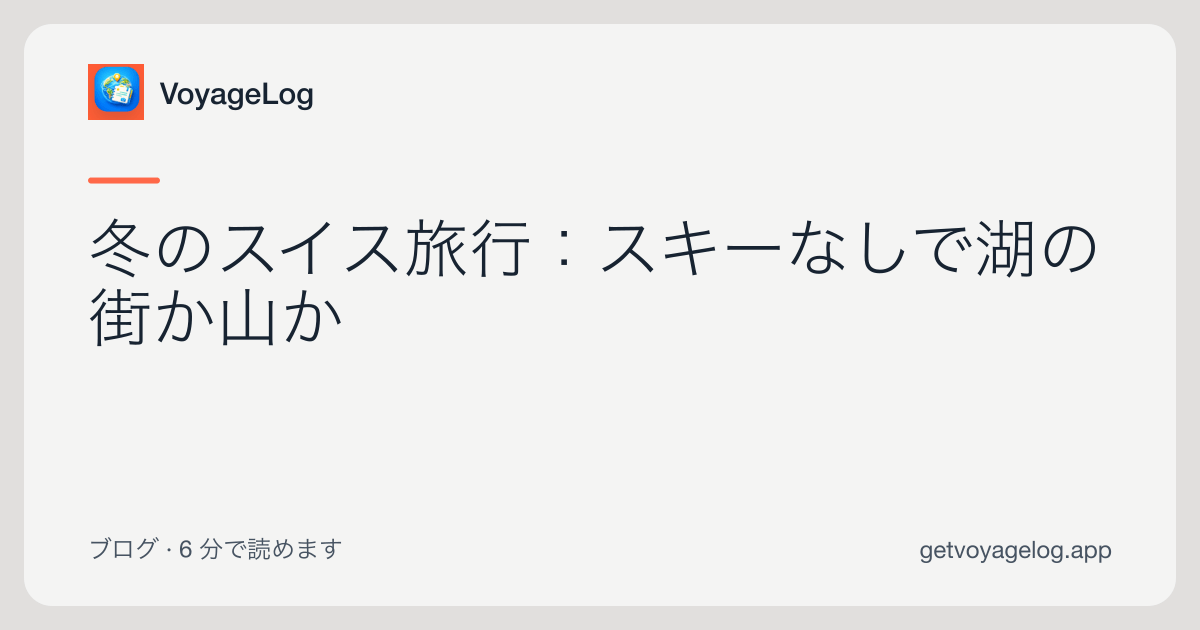 VoyageLog
冬のスイス旅行：スキーなしで湖の
街か山か
ブログ · 6 分で読めます
getvoyagelog.app